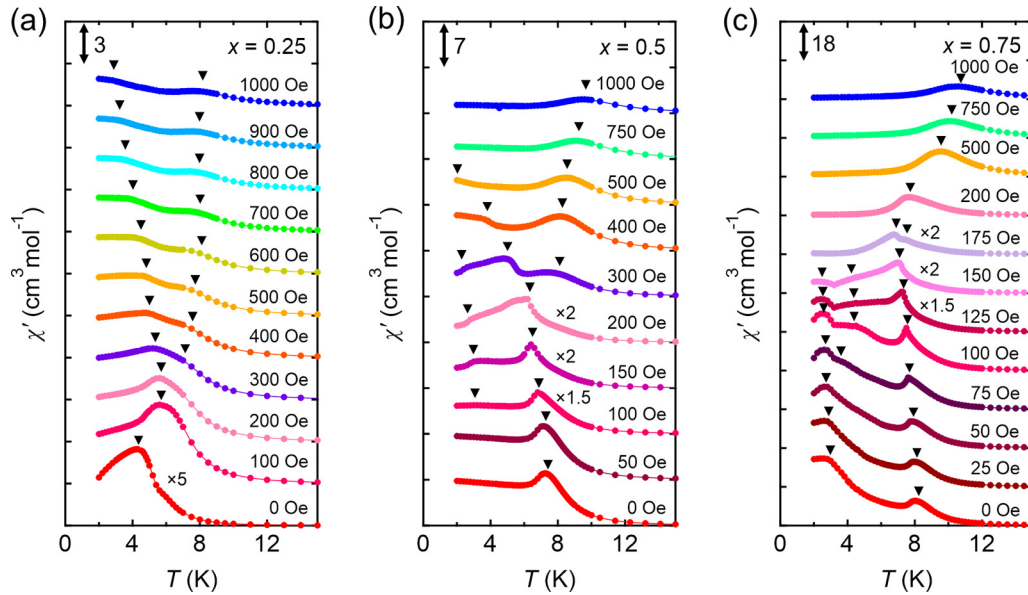 (a)
3
x = 0.25
1000 Oe
900 Oe
800 Oe
700 Oe
600 Oe
500 Oe
400 Oe
300 Oe
200 Oe
100 Oe
×5
0 Oe
χ′ (cm³ mol⁻¹)
0 4 8 12
T (K)
(b)
7
x = 0.5
1000 Oe
750 Oe
500 Oe
400 Oe
300 Oe
200 Oe
×2
150 Oe
×2
100 Oe
×1.5
50 Oe
0 Oe
χ′ (cm³ mol⁻¹)
0 4 8 12
T (K)
(c)
18
x = 0.75
1000 Oe
750 Oe
500 Oe
200 Oe
175 Oe
×2
150 Oe
×2
125 Oe
×1.5
100 Oe
75 Oe
50 Oe
25 Oe
0 Oe
χ′ (cm³ mol⁻¹)
0 4 8 12
T (K)